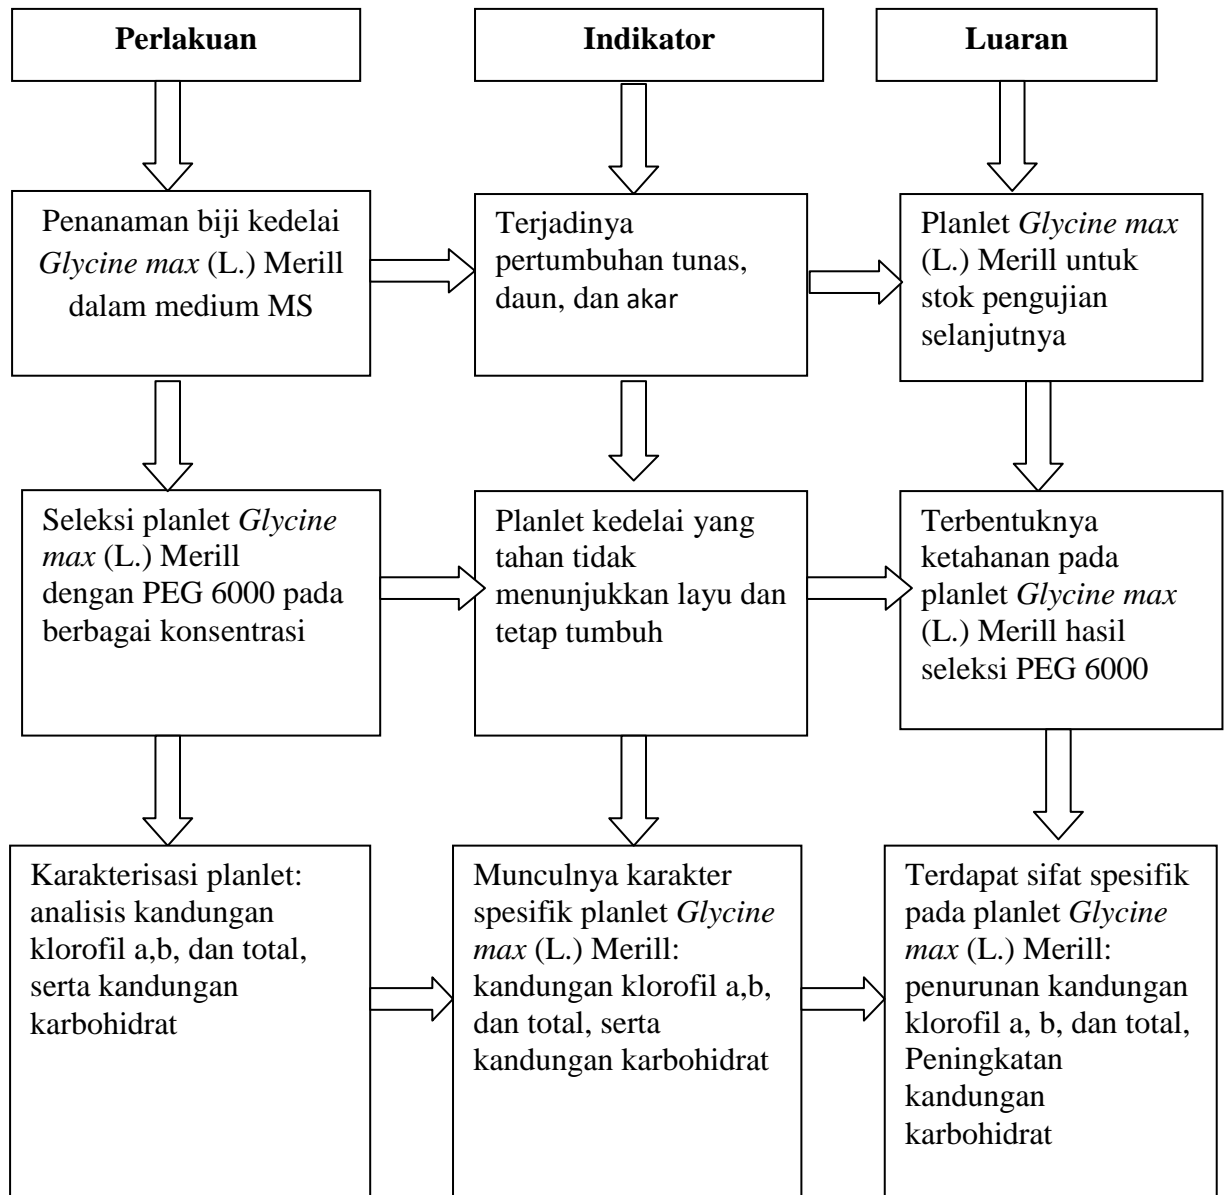 Perlakuan
Indikator
Luaran
Penanaman biji kedelai
Glycine max (L.) Merill
dalam medium MS
Terjadinya
pertumbuhan tunas,
daun, dan akar
Planlet Glycine max
(L.) Merill untuk
stok pengujian
selanjutnya
Seleksi planlet Glycine
max (L.) Merill
dengan PEG 6000 pada
berbagai konsentrasi
Planlet kedelai yang
tahan tidak
menunjukkan layu dan
tetap tumbuh
Terbentuknya
ketahanan pada
planlet Glycine max
(L.) Merill hasil
seleksi PEG 6000
Karakterisasi planlet:
analisis kandungan
klorofil a,b, dan total,
serta kandungan
karbohidrat
Munculnya karakter
spesifik planlet Glycine
max (L.) Merill:
kandungan klorofil a,b,
dan total, serta
kandungan karbohidrat
Terdapat sifat spesifik
pada planlet Glycine
max (L.) Merill:
penurunan kandungan
klorofil a, b, dan total,
Peningkatan
kandungan
karbohidrat